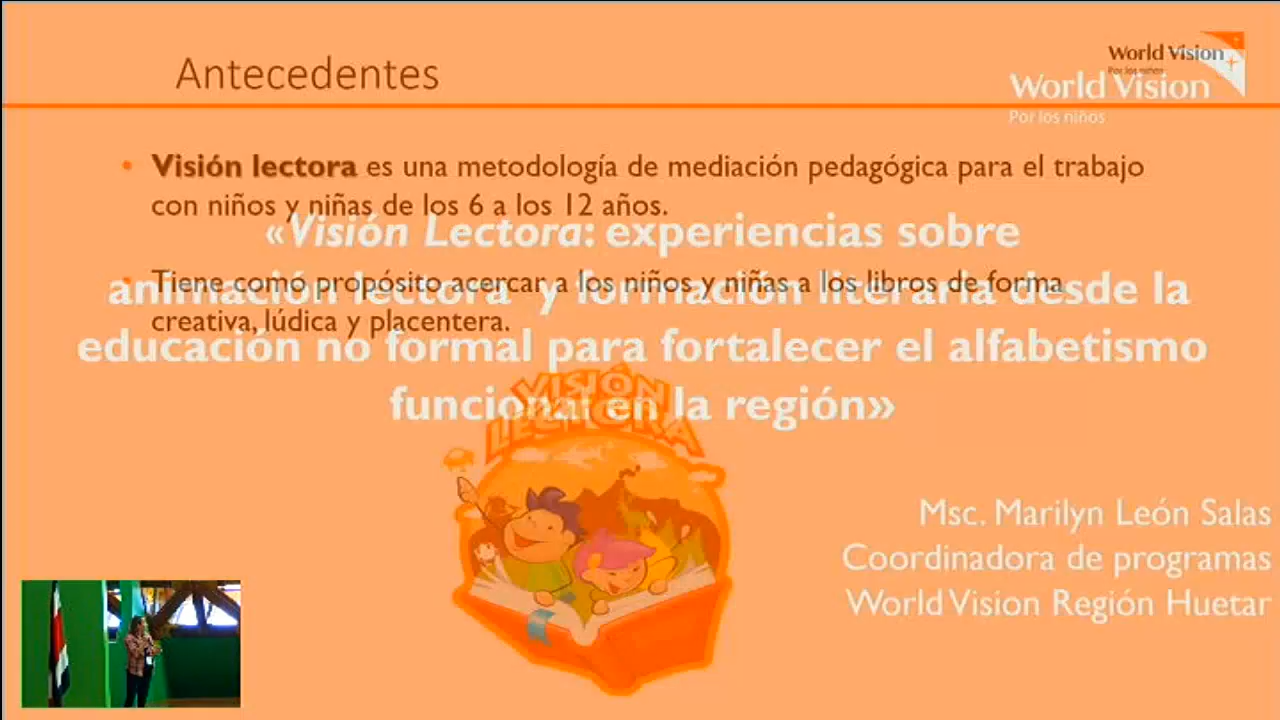 Antecedentes
World Vision
Por los niños
World Vision
Por los niños
• Visión lectora es una metodología de mediación pedagógica para el trabajo
con niños y niñas de los 6 a los 12 años.
• Tiene como propósito acercar a los niños y niñas a los libros de forma
creativa, lúdica y placentera.
«Visión Lectora: experiencias sobre
animación lectora y formación literaria desde la
educación no formal para fortalecer el alfabetismo
funcional en la región»
VISIÓN
LECTORA
Msc. Marilyn León Salas
Coordinadora de programas
World Vision Región Huetar